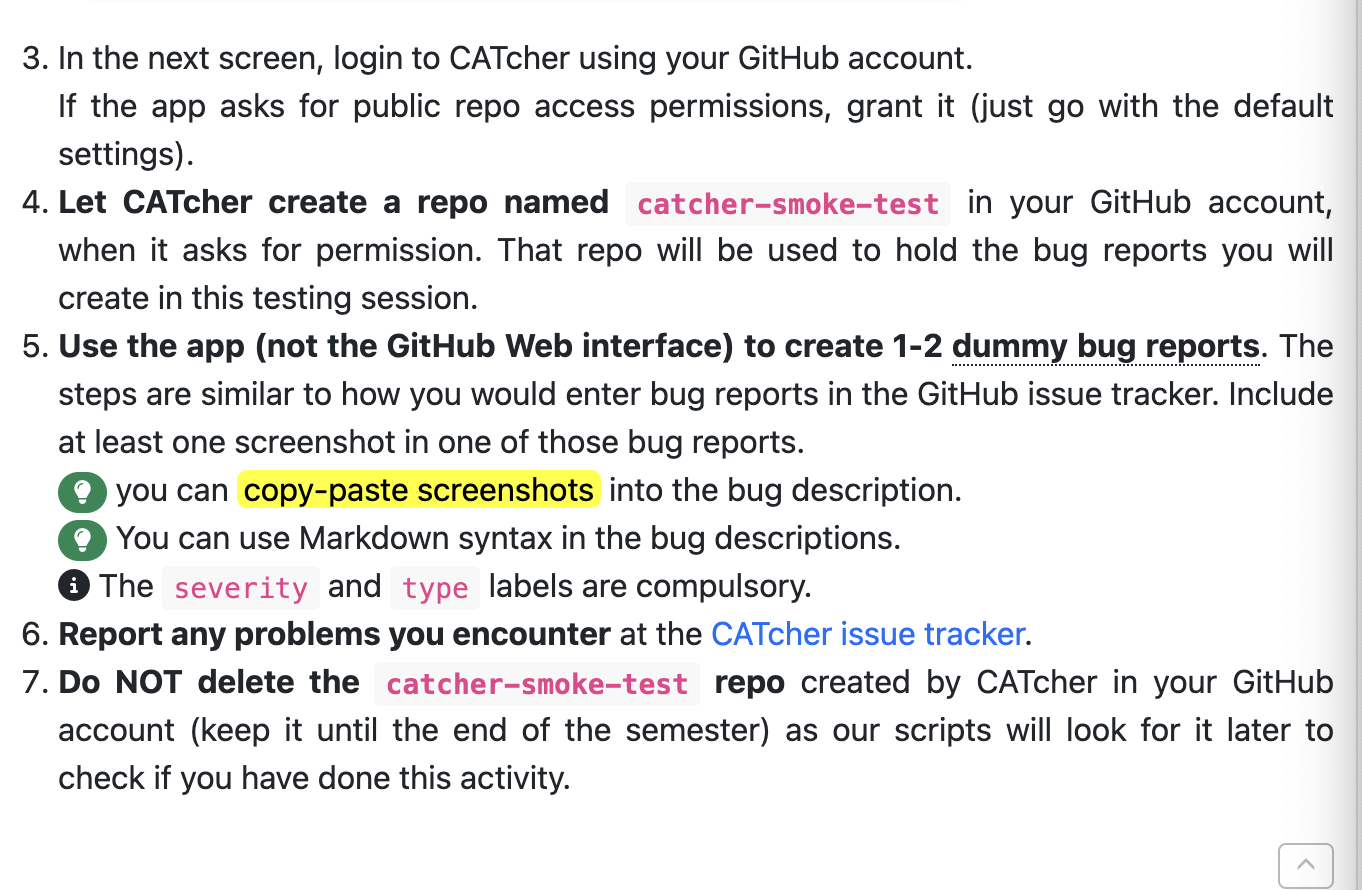 3. In the next screen, login to CATcher using your GitHub account.
If the app asks for public repo access permissions, grant it (just go with the default
settings).
4. Let CATcher create a repo named catcher-smoke-test in your GitHub account,
when it asks for permission. That repo will be used to hold the bug reports you will
create in this testing session.
5. Use the app (not the GitHub Web interface) to create 1-2 dummy bug reports. The
steps are similar to how you would enter bug reports in the GitHub issue tracker. Include
at least one screenshot in one of those bug reports.
you can copy-paste screenshots into the bug description.
You can use Markdown syntax in the bug descriptions.
The severity and type labels are compulsory.
6. Report any problems you encounter at the CATcher issue tracker.
7. Do NOT delete the catcher-smoke-test repo created by CATcher in your GitHub
account (keep it until the end of the semester) as our scripts will look for it later to
check if you have done this activity.